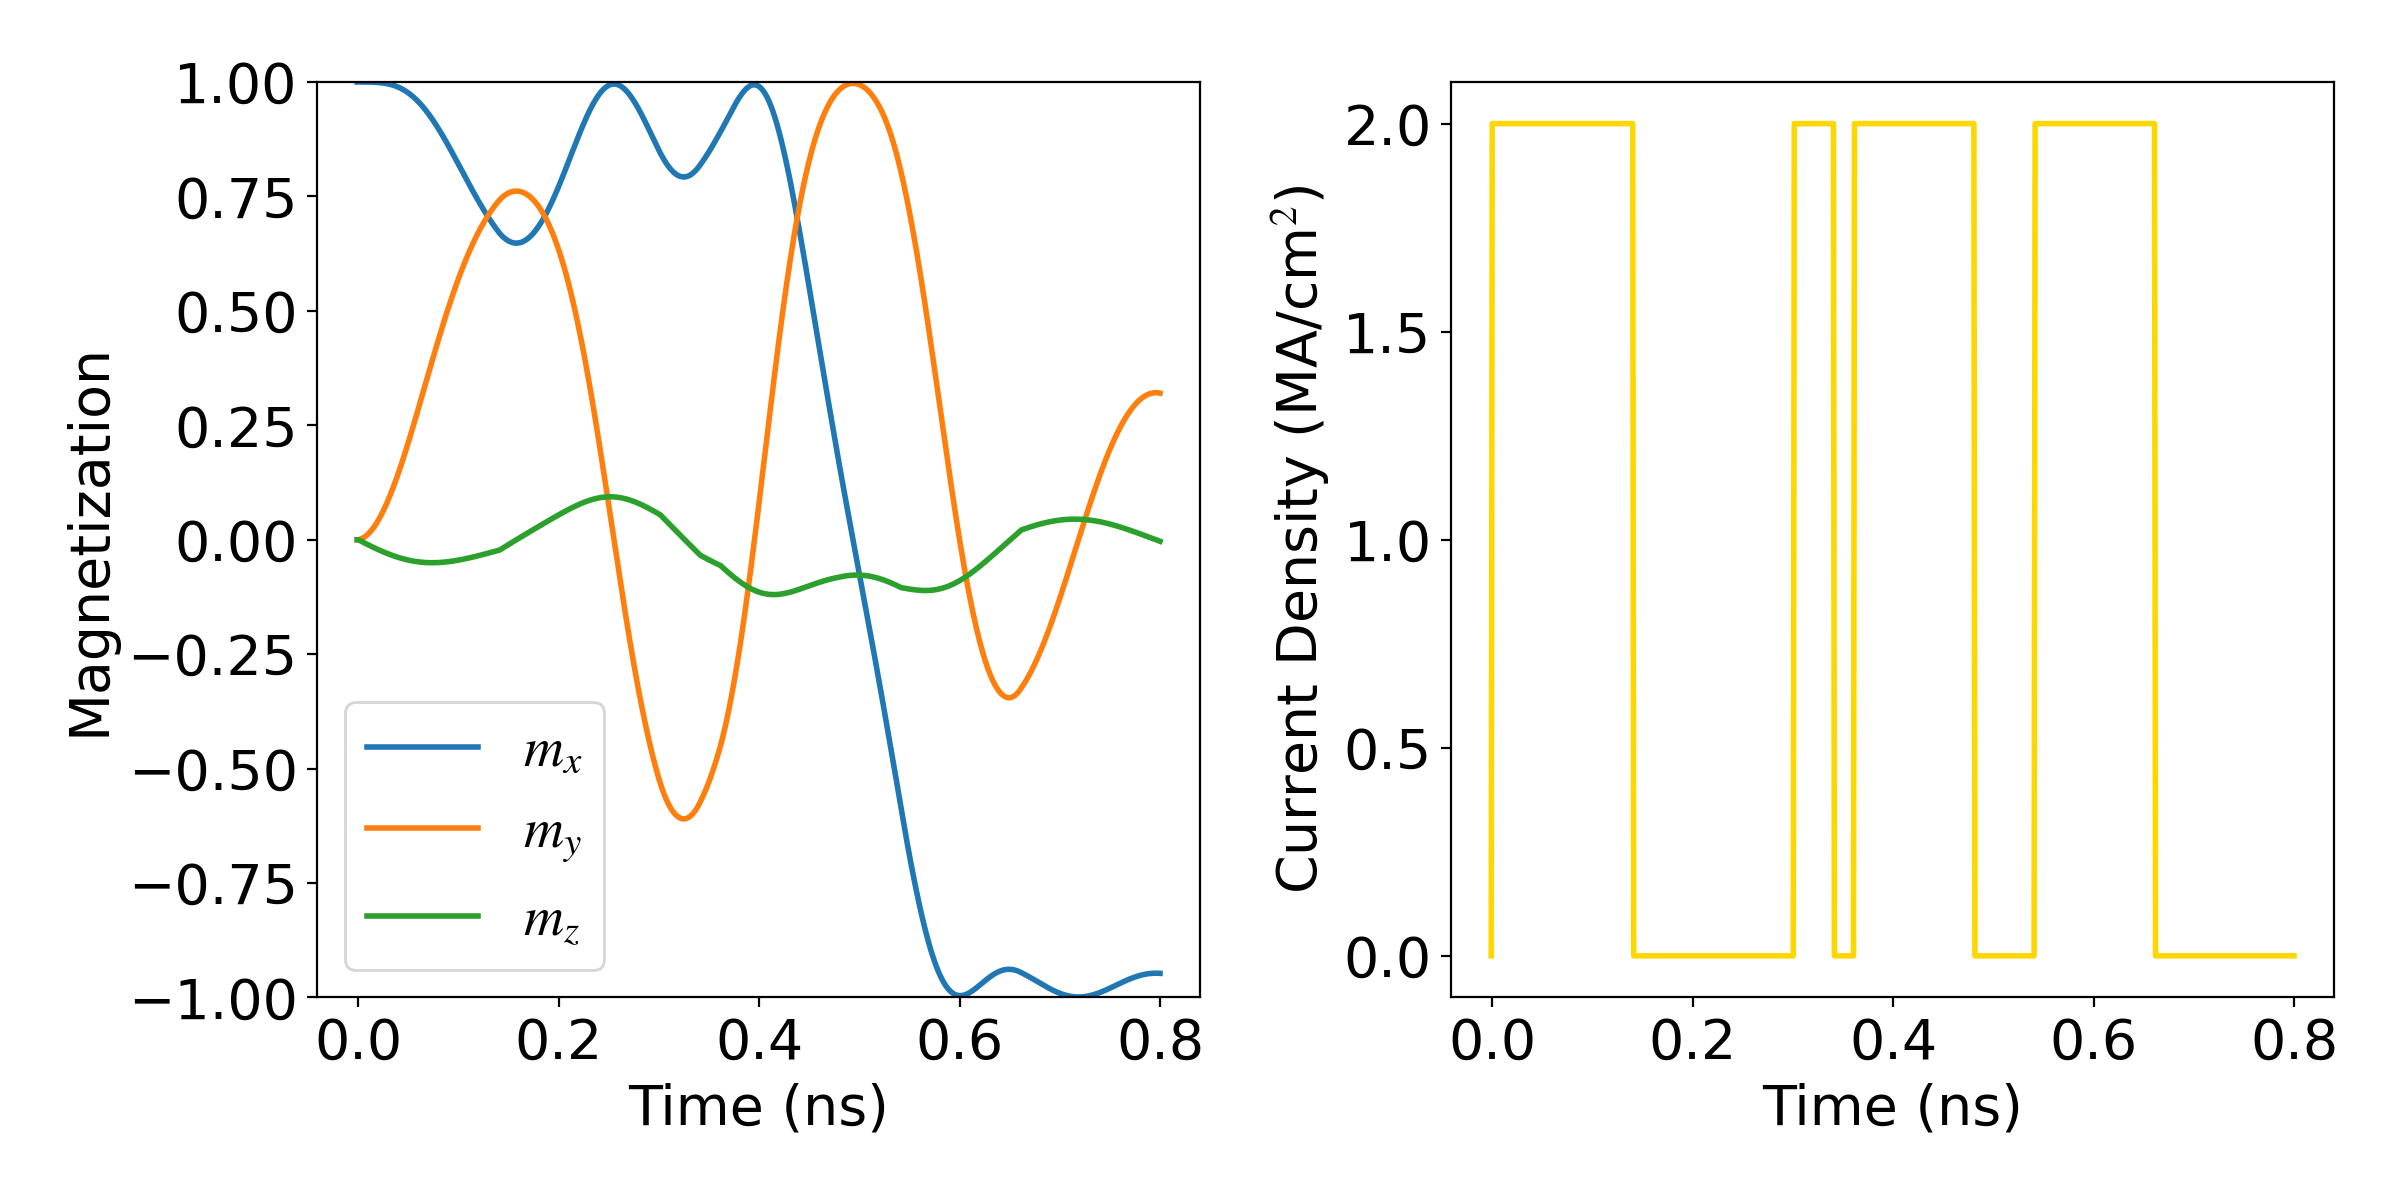 Magnetization
1.00
0.75
0.50
0.25
0.00
−0.25
−0.50
−0.75
−1.00
m_x
m_y
m_z
0.0 0.2 0.4 0.6 0.8
Time (ns)
Current Density (MA/cm²)
2.0
1.5
1.0
0.5
0.0
0.0 0.2 0.4 0.6 0.8
Time (ns)